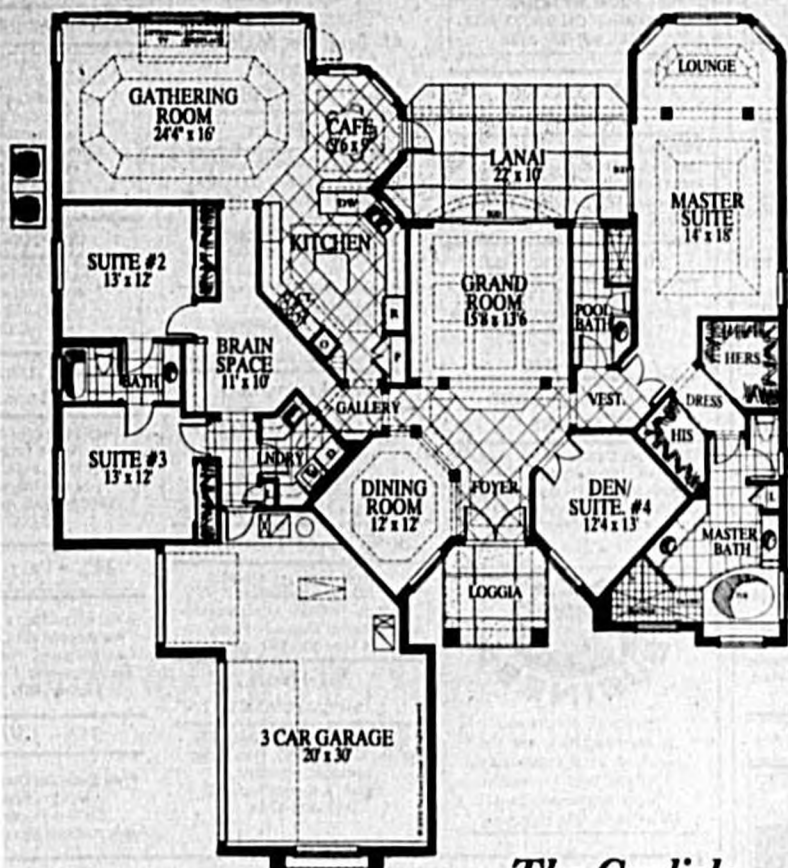 GATHERING
ROOM
24'4" x 16'
CAFE
LOUNGE
LANAI
22' x 10'
MASTER
SUITE
14' x 18'
KITCHEN
D/W
SUITE #2
13' x 12'
GRAND
ROOM
15'8 x 13'6
R
P
O
POOL
BATH
BRAIN
SPACE
11' x 10'
BATH
HERS
DRESS
VEST.
GALLERY
HIS
SUITE #3
13' x 12'
LNDRY
DINING
ROOM
12' x 12'
FOYER
DEN/
SUITE. #4
12'4 x 13'
L
MASTER
BATH
LOGGIA
3 CAR GARAGE
20' x 30'
The